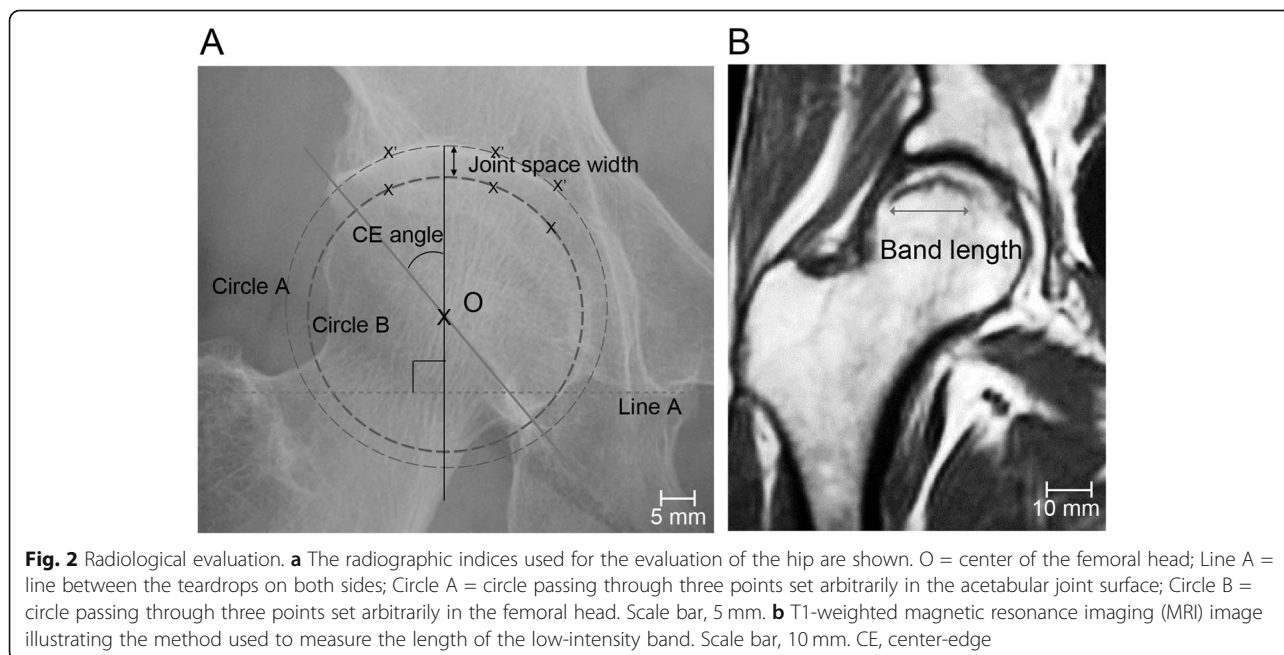 A
B
X' X'
Joint space width X'
X X
CE angle X
Circle A
O
Circle B X
Line A
Band length
5 mm
10 mm
Fig. 2 Radiological evaluation. a The radiographic indices used for the evaluation of the hip are shown. O = center of the femoral head; Line A =
line between the teardrops on both sides; Circle A = circle passing through three points set arbitrarily in the acetabular joint surface; Circle B =
circle passing through three points set arbitrarily in the femoral head. Scale bar, 5 mm. b T1-weighted magnetic resonance imaging (MRI) image
illustrating the method used to measure the length of the low-intensity band. Scale bar, 10 mm. CE, center-edge